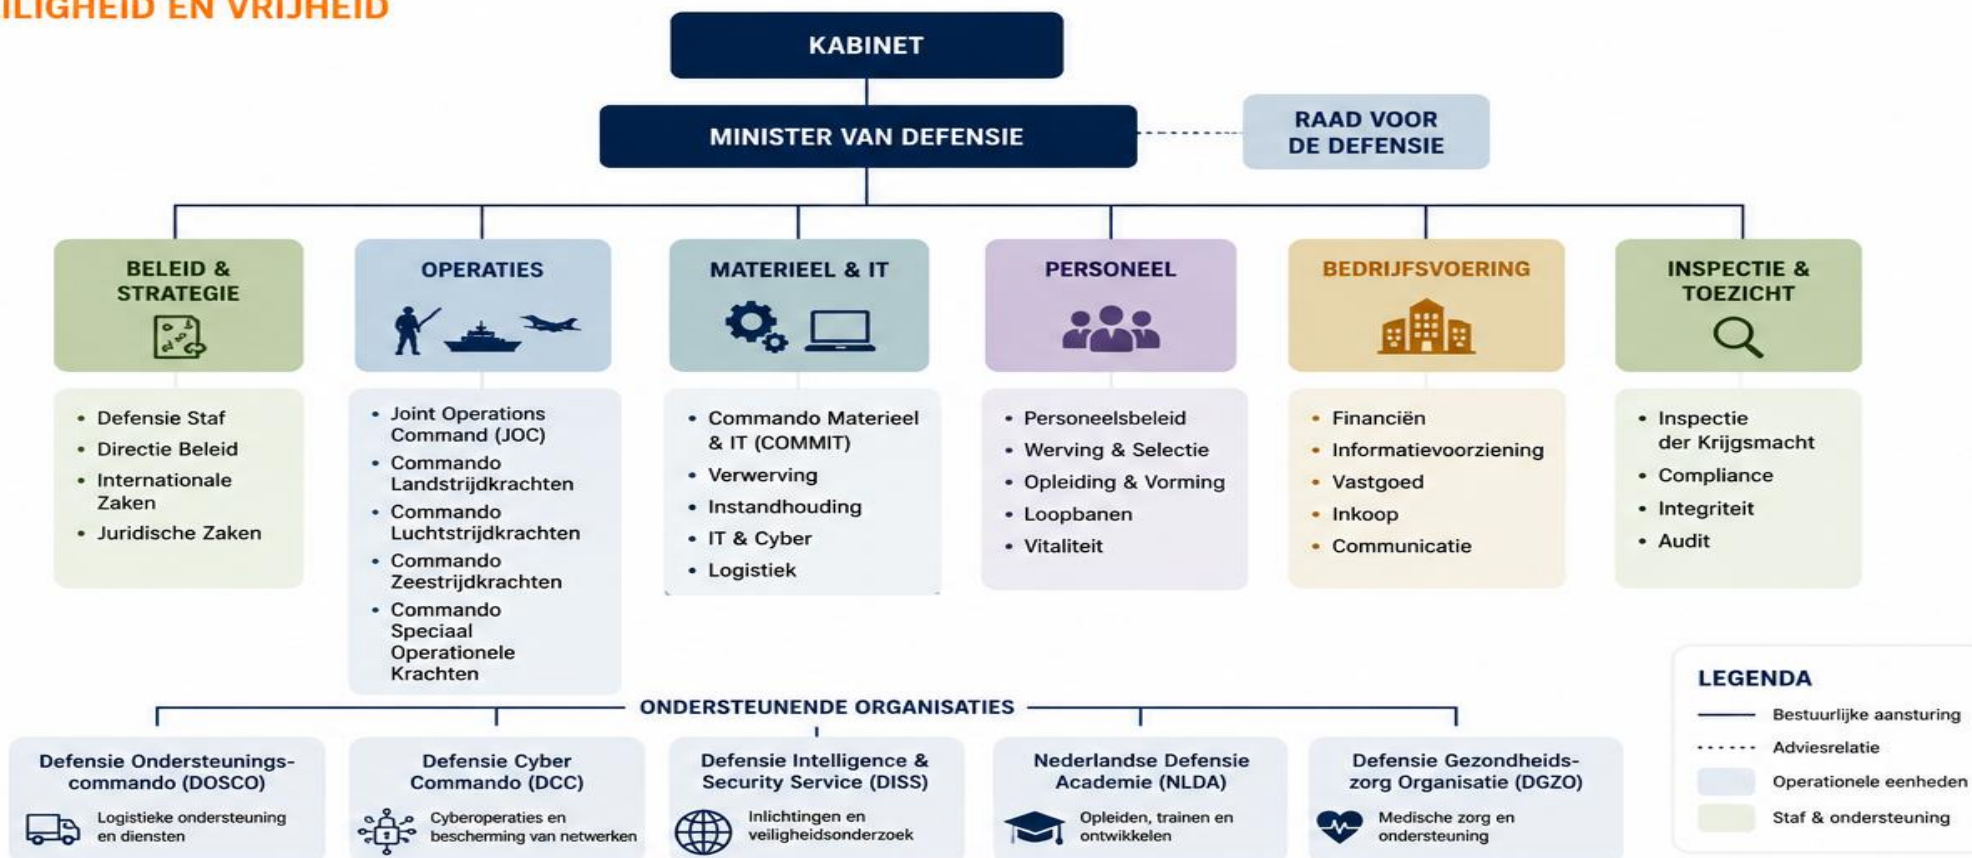 EN VRIJHEID
KABINET
MINISTER VAN DEFENSIE
RAAD VOOR
DE DEFENSIE
BELEID &
STRATEGIE
OPERATIES
MATERIEEL & IT
PERSONEEL
BEDRIJFSVOERING
INSPECTIE &
TOEZICHT
• Defensie Staf
• Directie Beleid
• Internationale
Zaken
• Juridische Zaken
• Joint Operations
Command (JOC)
• Commando
Landstrijdkrachten
• Commando
Luchtstrijdkrachten
• Commando
Zeestrijdkrachten
• Commando
Speciaal
Operationele
Krachten
• Commando Materieel
& IT (COMMIT)
• Verwerving
• Instandhouding
• IT & Cyber
• Logistiek
• Personeelsbeleid
• Werving & Selectie
• Opleiding & Vorming
• Loopbanen
• Vitaliteit
• Financiën
• Informatievoorziening
• Vastgoed
• Inkoop
• Communicatie
• Inspectie
der Krijgsmacht
• Compliance
• Integriteit
• Audit
ONDERSTEUNENDE ORGANISATIES
Defensie Ondersteunings-
commando (DOSCO)
Logistieke ondersteuning
en diensten
Defensie Cyber
Commando (DCC)
Cyberoperaties en
bescherming van netwerken
Defensie Intelligence &
Security Service (DISS)
Inlichtingen en
veiligheidsonderzoek
Nederlandse Defensie
Academie (NLDA)
Opleiden, trainen en
ontwikkelen
Defensie Gezondheids-
zorg Organisatie (DGZO)
Medische zorg en
ondersteuning
LEGENDA
Bestuurlijke aansturing
Adviesrelatie
Operationele eenheden
Staf & ondersteuning